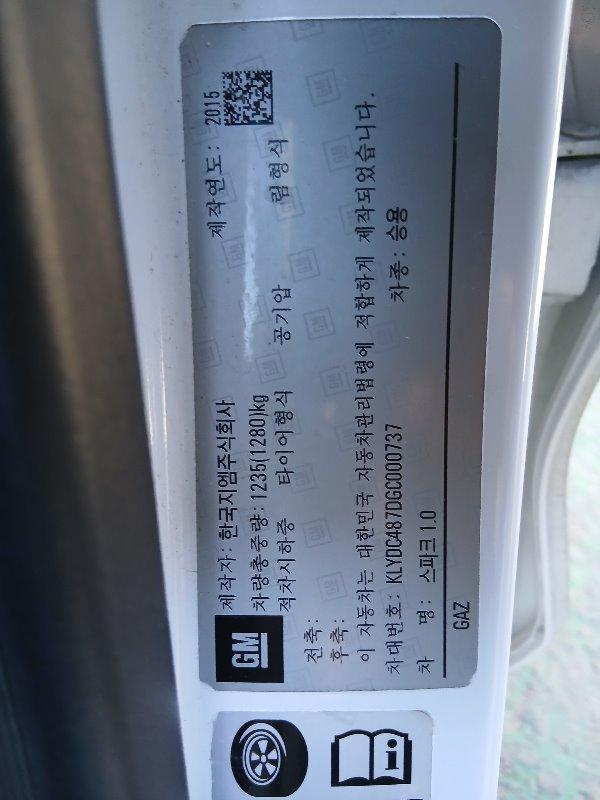 GM
제작자: 한국지엠주식회사 제작연도: 2015
차량총중량: 1235(1280)kg
적차시하중 타이어형식 공기압 림형식
전축:
후축:
이 자동차는 대한민국 자동차관리법령에 적합하게 제작되었습니다.
차대번호: KLYDC487DGC000737 차종: 승용
차 명: 스파크 1.0
GAZ
i